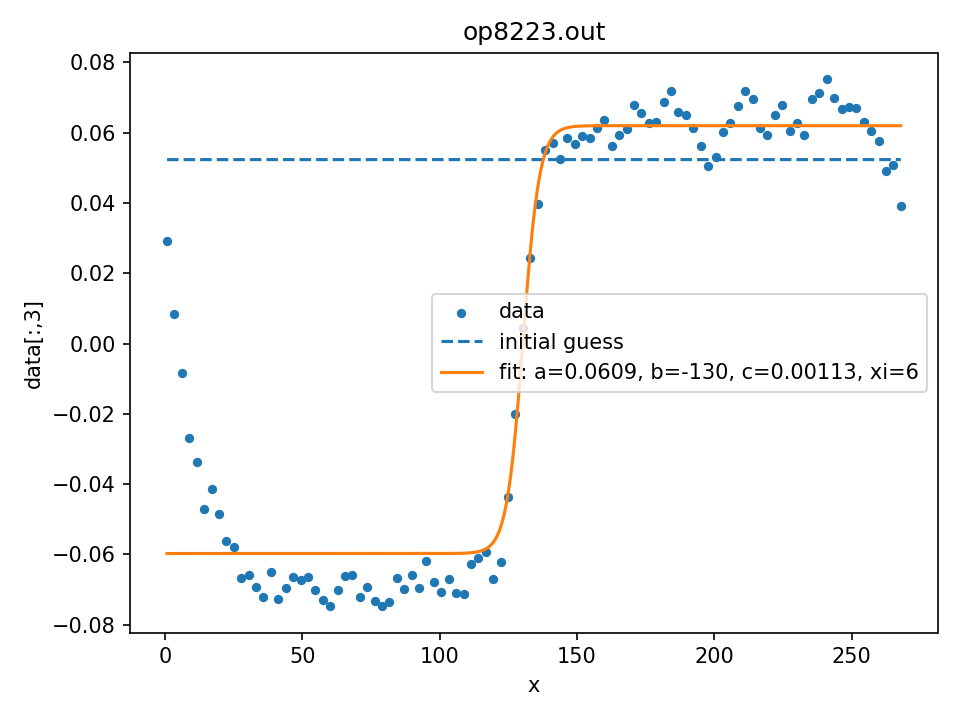 op8223.out
0.08
0.06
0.04
0.02
0.00
−0.02
−0.04
−0.06
−0.08
data[:,3]
data
initial guess
fit: a=0.0609, b=-130, c=0.00113, xi=6
0 50 100 150 200 250
x